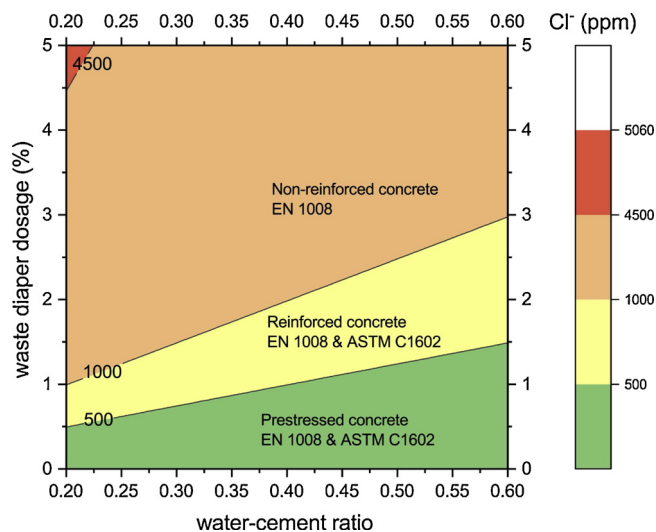 0.20 0.25 0.30 0.35 0.40 0.45 0.50 0.55 0.60
Cl- (ppm)
5 5
4500
5060
4 4
waste diaper dosage (%)
Non-reinforced concrete
EN 1008
4500
3 3
1000
2 2
Reinforced concrete
EN 1008 & ASTM C1602
1000
500
1 1
500
Prestressed concrete
EN 1008 & ASTM C1602
0 0
0.20 0.25 0.30 0.35 0.40 0.45 0.50 0.55 0.60
water-cement ratio